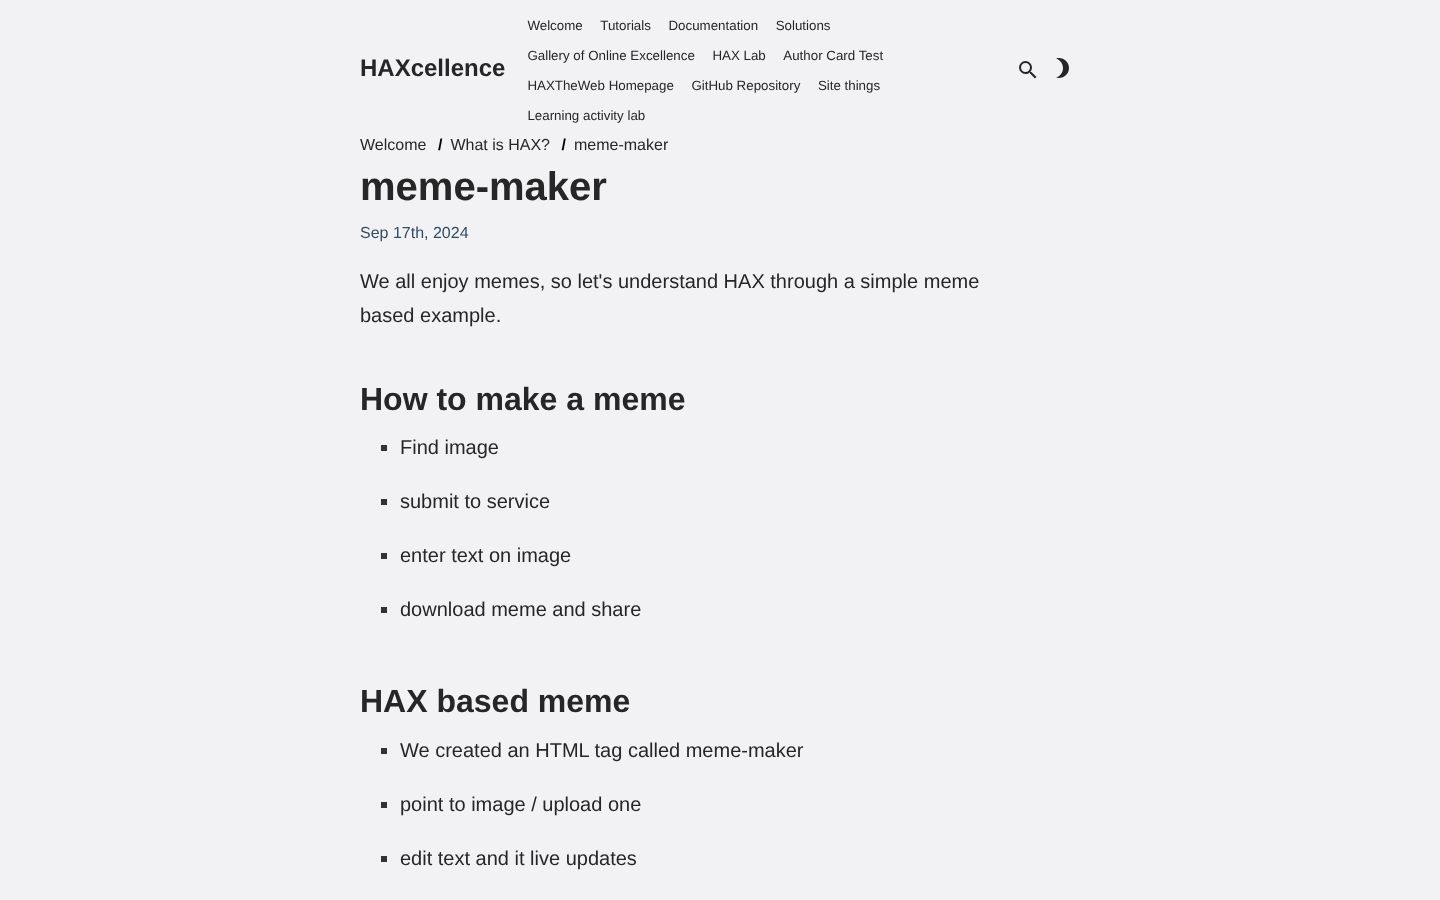 HAXcellence
Welcome Tutorials Documentation Solutions
Gallery of Online Excellence HAX Lab Author Card Test
HAXTheWeb Homepage GitHub Repository Site things
Learning activity lab
Welcome / What is HAX? / meme-maker
meme-maker
Sep 17th, 2024
We all enjoy memes, so let's understand HAX through a simple meme
based example.
How to make a meme
Find image
submit to service
enter text on image
download meme and share
HAX based meme
We created an HTML tag called meme-maker
point to image / upload one
edit text and it live updates